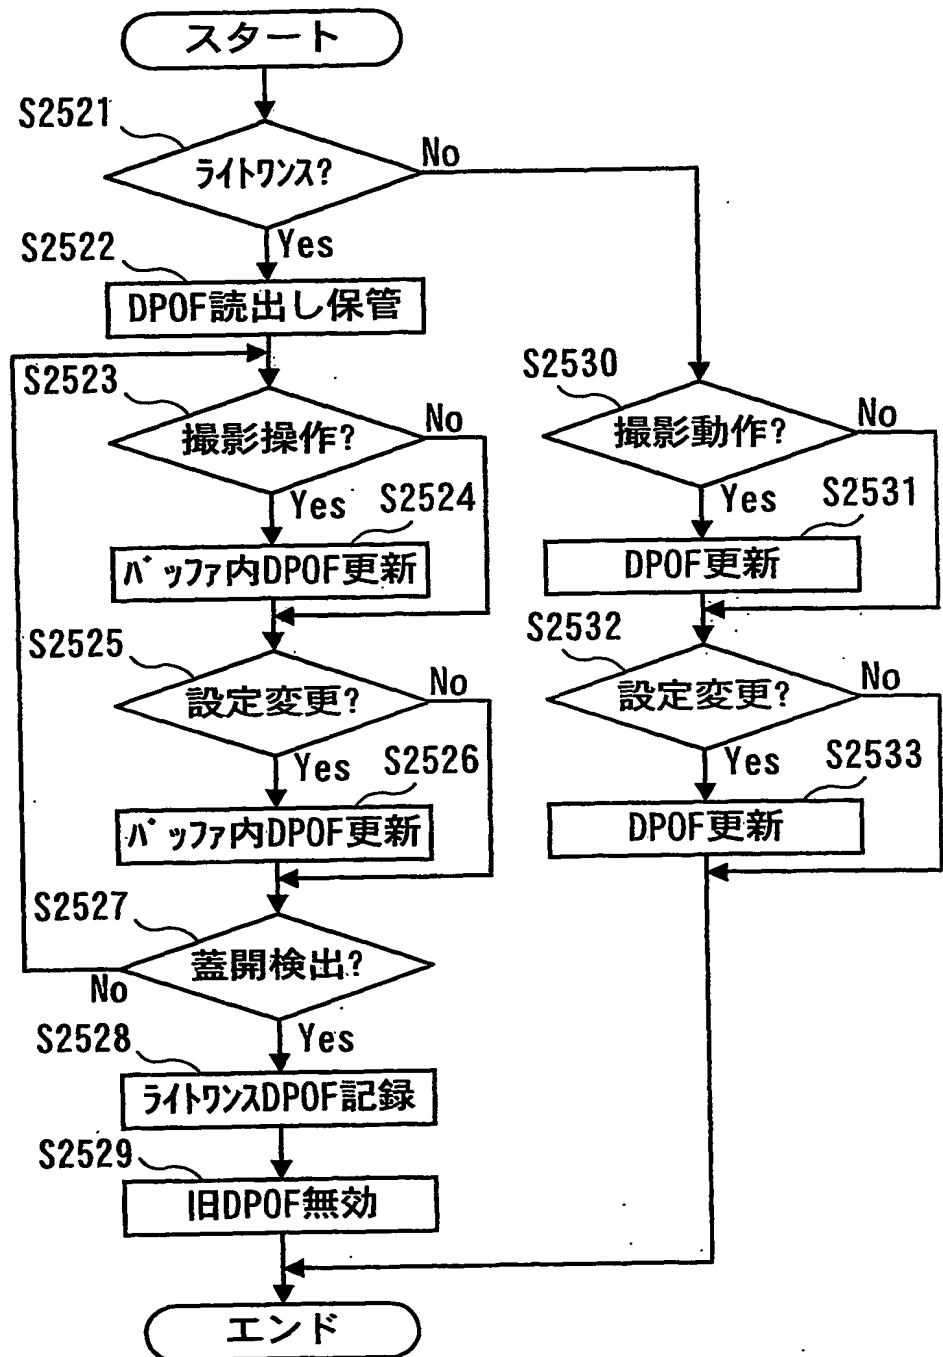 スタート
S2521
ライトワンス?
No
Yes
S2522
DPOF読出し保管
S2523
撮影操作?
No
Yes
S2524
バッファ内DPOF更新
S2525
設定変更?
No
Yes
S2526
バッファ内DPOF更新
S2527
蓋開検出?
No
Yes
S2528
ライトワンスDPOF記録
S2529
旧DPOF無効
S2530
撮影動作?
No
Yes
S2531
DPOF更新
S2532
設定変更?
No
Yes
S2533
DPOF更新
エンド